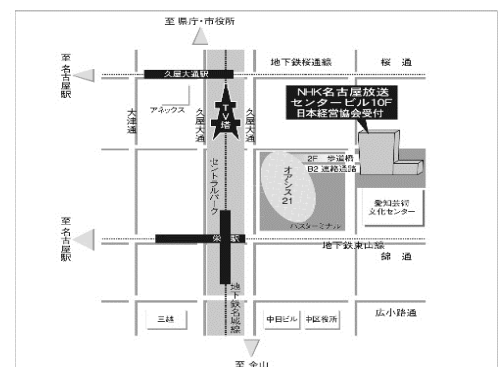 至 県庁・市役所
至 名古屋駅
久屋大通駅
地下鉄桜通線
桜 通
アネックス
大津通
久屋大通
TV塔
久屋大通
NHK名古屋放送
センタービル10F
日本経営協会受付
セントラルパーク
オアシス
21
2F 歩道橋
B2 連絡通路
バスターミナル
愛知芸術
文化センター
至 名古屋駅
栄駅
地下鉄東山線
錦 通
地下鉄名城線
三越
中日ビル
中区役所
広小路通
至 金山